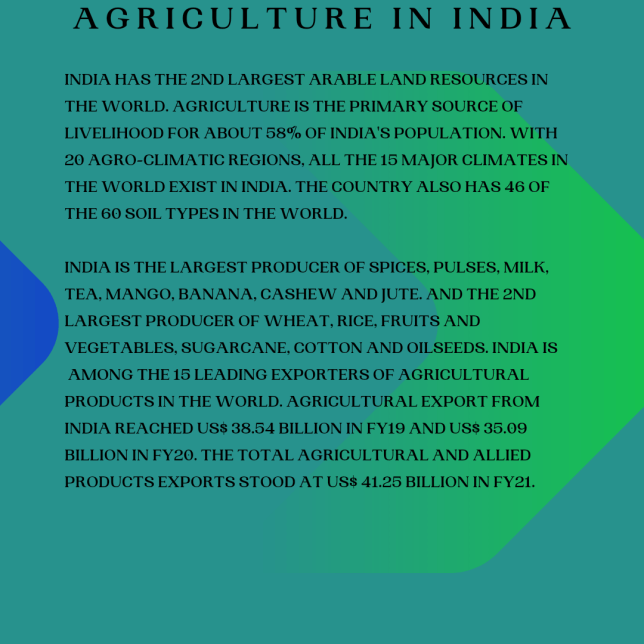 AGRICULTURE IN INDIA
INDIA HAS THE 2ND LARGEST ARABLE LAND RESOURCES IN
THE WORLD. AGRICULTURE IS THE PRIMARY SOURCE OF
LIVELIHOOD FOR ABOUT 58% OF INDIA'S POPULATION. WITH
20 AGRO-CLIMATIC REGIONS, ALL THE 15 MAJOR CLIMATES IN
THE WORLD EXIST IN INDIA. THE COUNTRY ALSO HAS 46 OF
THE 60 SOIL TYPES IN THE WORLD.
INDIA IS THE LARGEST PRODUCER OF SPICES, PULSES, MILK,
TEA, MANGO, BANANA, CASHEW AND JUTE. AND THE 2ND
LARGEST PRODUCER OF WHEAT, RICE, FRUITS AND
VEGETABLES, SUGARCANE, COTTON AND OILSEEDS. INDIA IS
AMONG THE 15 LEADING EXPORTERS OF AGRICULTURAL
PRODUCTS IN THE WORLD. AGRICULTURAL EXPORT FROM
INDIA REACHED US$ 38.54 BILLION IN FY19 AND US$ 35.09
BILLION IN FY20. THE TOTAL AGRICULTURAL AND ALLIED
PRODUCTS EXPORTS STOOD AT US$ 41.25 BILLION IN FY21.